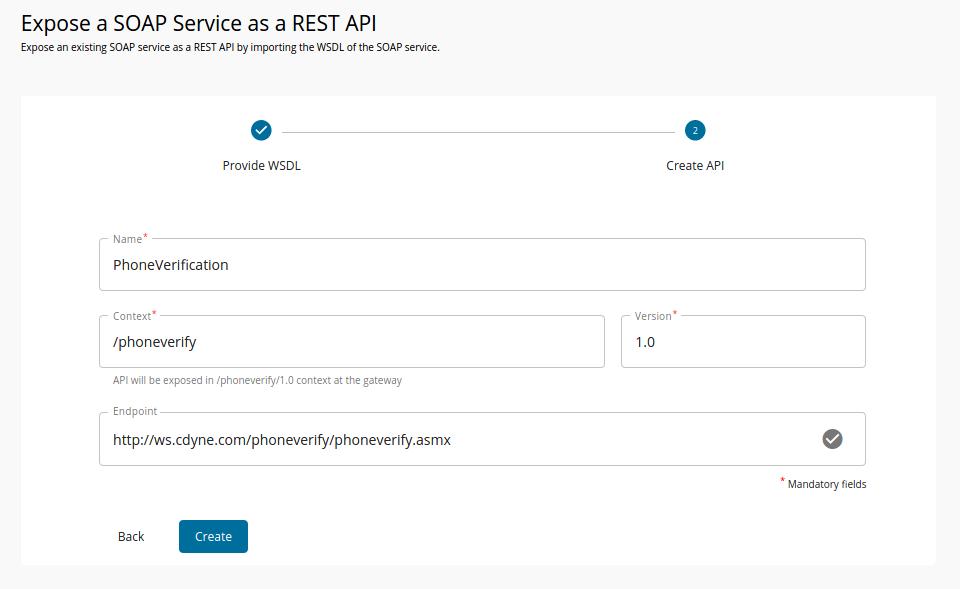 Expose a SOAP Service as a REST API
Expose an existing SOAP service as a REST API by importing the WSDL of the SOAP service.
2
Provide WSDL
Create API
Name*
PhoneVerification
Context*
Version*
/phoneverify
1.0
API will be exposed in /phoneverify/1.0 context at the gateway
Endpoint
http://ws.cdyne.com/phoneverify/phoneverify.asmx
* Mandatory fields
Back
Create